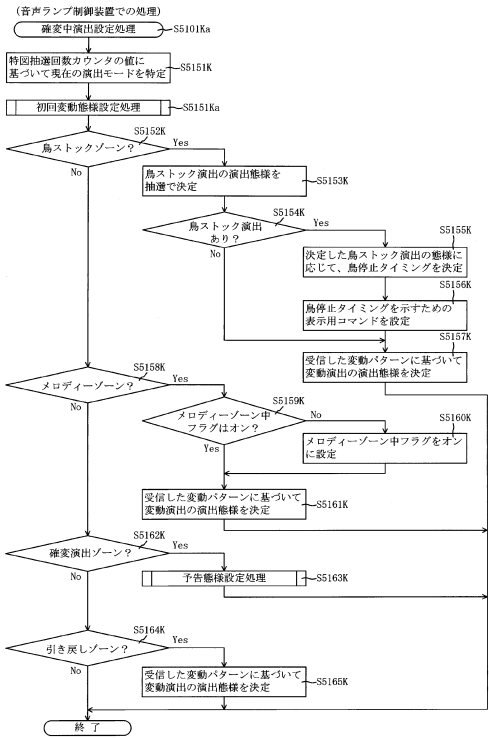 (音声ランプ制御装置での処理)
確変中演出設定処理
S5101Ka
特図抽選回数カウンタの値に
基づいて現在の演出モードを特定
S5151K
初回変動態様設定処理
S5151Ka
鳥ストックゾーン?
S5152K
Yes
No
鳥ストック演出の演出態様を
抽選で決定
S5153K
鳥ストック演出
あり?
S5154K
Yes
No
決定した鳥ストック演出の態様に
応じて、鳥停止タイミングを決定
S5155K
鳥停止タイミングを示すための
表示用コマンドを設定
S5156K
受信した変動パターンに基づいて
変動演出の演出態様を決定
S5157K
メロディーゾーン?
S5158K
Yes
No
メロディーゾーン中
フラグはオン?
S5159K
No
Yes
メロディーゾーン中フラグをオン
に設定
S5160K
受信した変動パターンに基づいて
変動演出の演出態様を決定
S5161K
確変演出ゾーン?
S5162K
Yes
No
予告態様設定処理
S5163K
引き戻しゾーン?
S5164K
Yes
No
受信した変動パターンに基づいて
変動演出の演出態様を決定
S5165K
終了